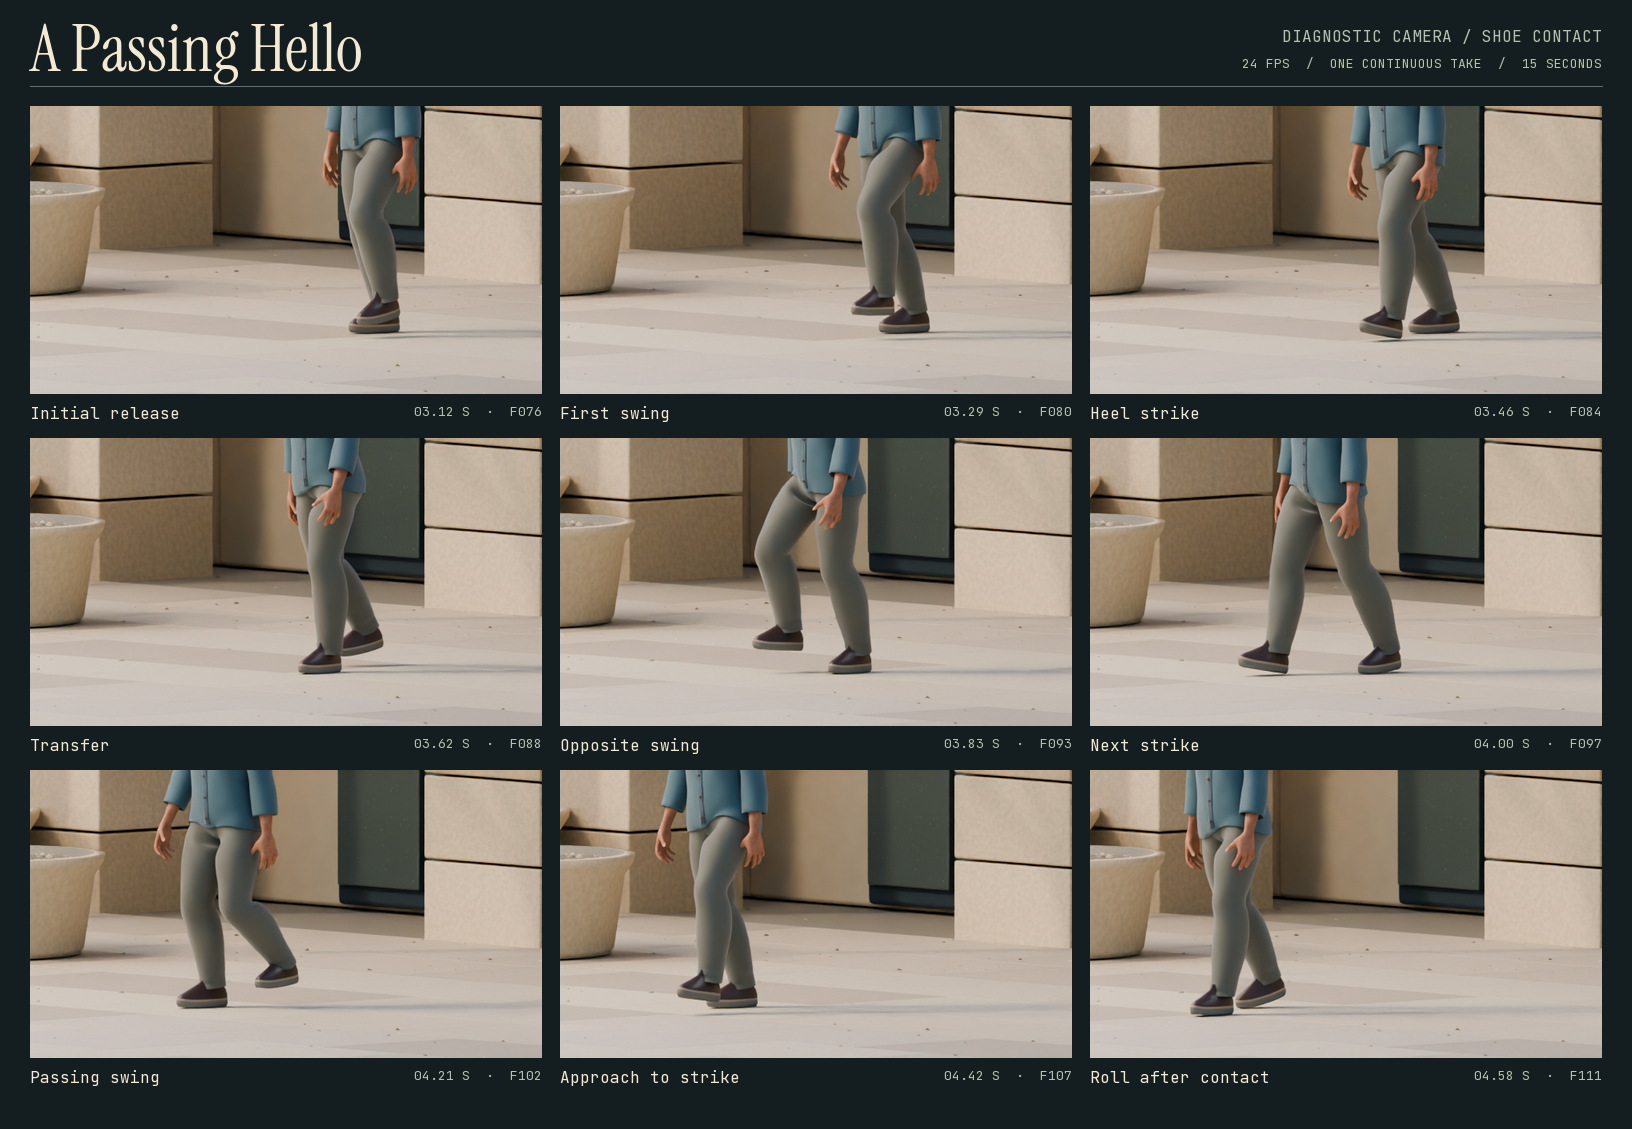 A Passing Hello
DIAGNOSTIC CAMERA / SHOE CONTACT
24 FPS / ONE CONTINUOUS TAKE / 15 SECONDS
Initial release 03.12 S · F076
First swing 03.29 S · F080
Heel strike 03.46 S · F084
Transfer 03.62 S · F088
Opposite swing 03.83 S · F093
Next strike 04.00 S · F097
Passing swing 04.21 S · F102
Approach to strike 04.42 S · F107
Roll after contact 04.58 S · F111